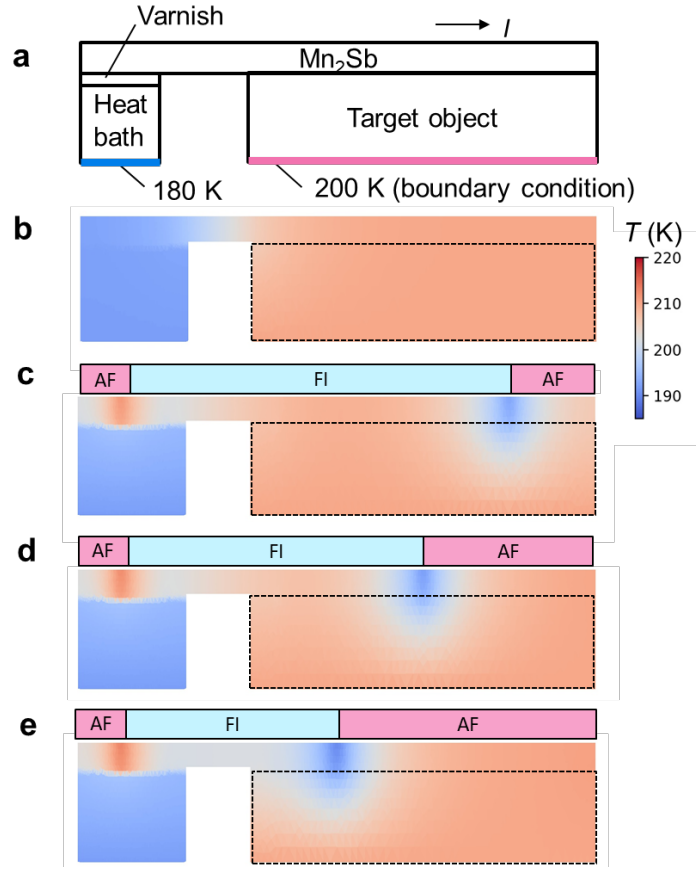 Varnish
I
a
Mn₂Sb
Heat
bath
Target object
180 K
200 K (boundary condition)
b
T (K)
220
210
200
190
c
AF
FI
AF
d
AF
FI
AF
e
AF
FI
AF